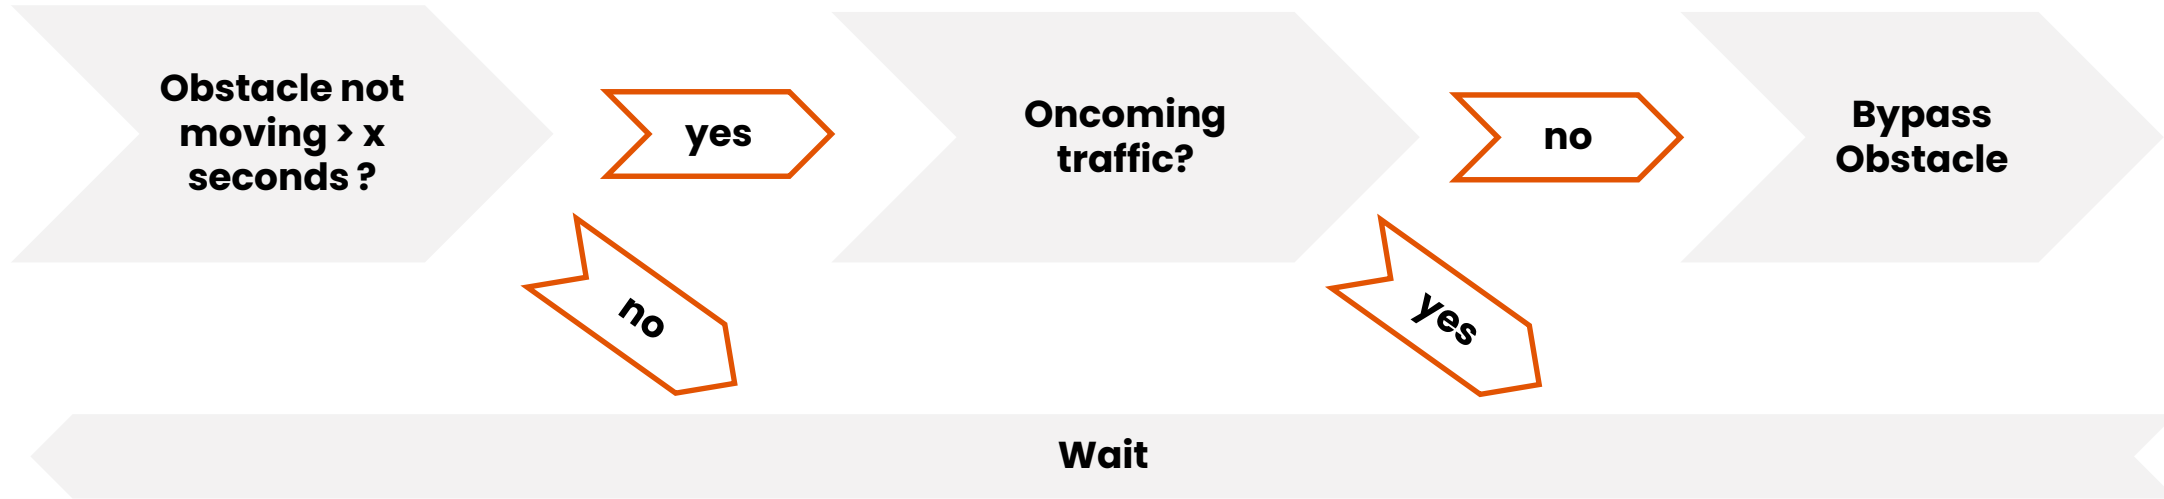 Obstacle not
moving > x
seconds ?
yes
Oncoming
traffic?
no
Bypass
Obstacle
no
yes
Wait